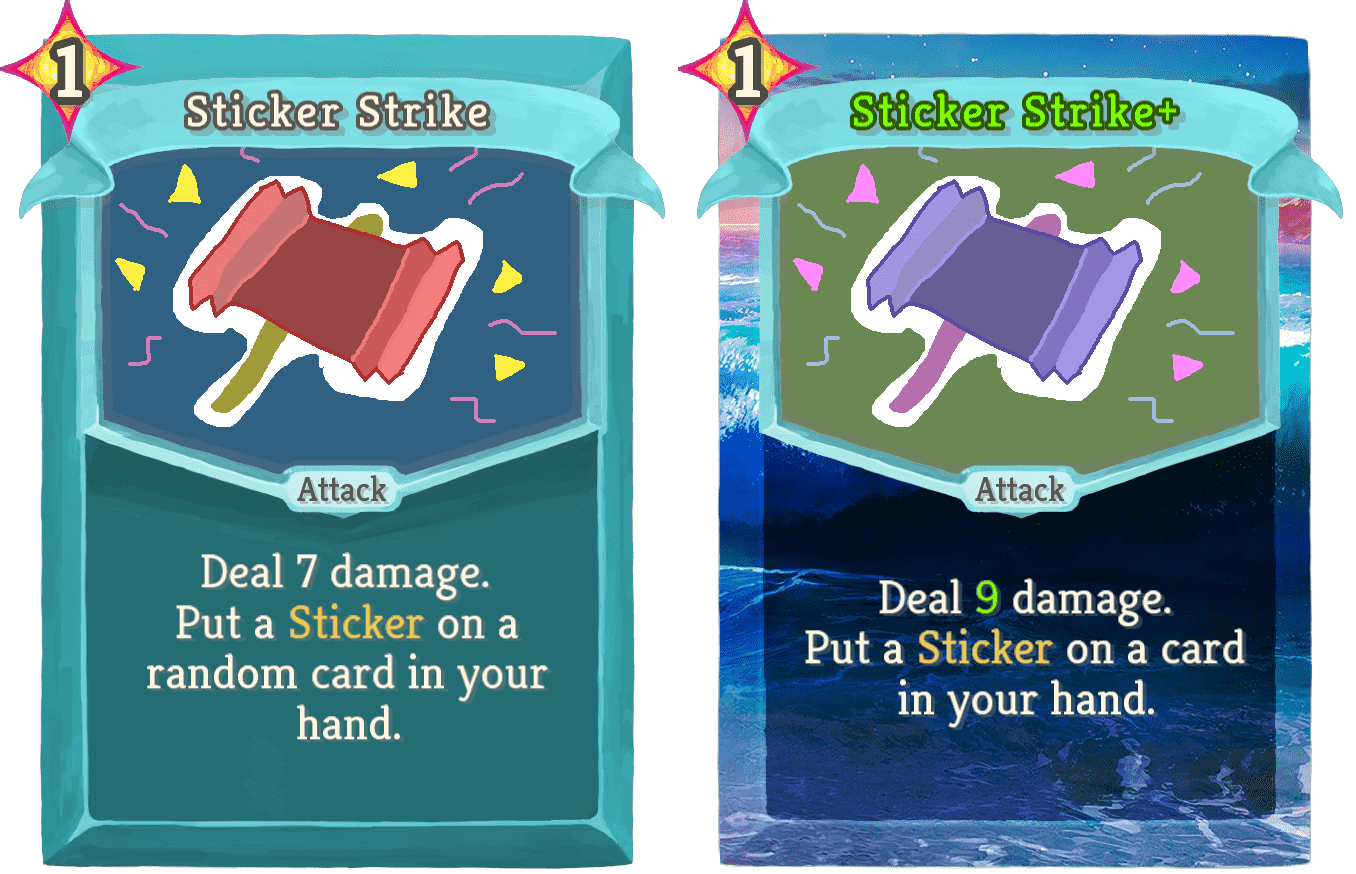 1
Sticker Strike
Attack
Deal 7 damage.
Put a Sticker on a
random card in your
hand.
1
Sticker Strike+
Attack
Deal 9 damage.
Put a Sticker on a card
in your hand.